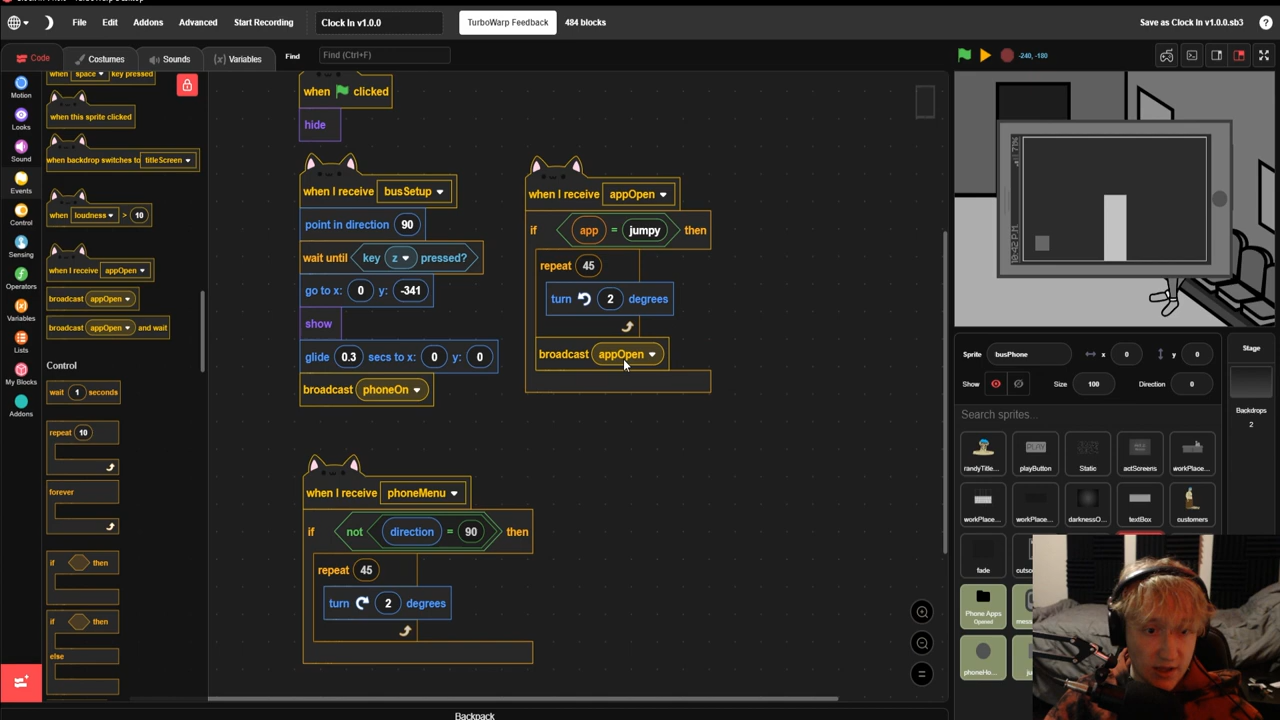 File Edit Addons Advanced Start Recording Clock In v1.0.0 TurboWarp Feedback 484 blocks Save as Clock In v1.0.0.sb3 ?
Code Costumes Sounds Variables Find Find (Ctrl+F) -240, -180
Motion
Looks
Sound
Events
Control
Sensing
Operators
Variables
Lists
My Blocks
Addons
when space key pressed
when this sprite clicked
when backdrop switches to titleScreen
when loudness > 10
when I receive appOpen
broadcast appOpen
broadcast appOpen and wait
Control
wait 1 seconds
repeat 10
forever
if then
if then
else
when clicked
hide
when I receive busSetup
point in direction 90
wait until key z pressed?
go to x: 0 y: -341
show
glide 0.3 secs to x: 0 y: 0
broadcast phoneOn
when I receive appOpen
if app = jumpy then
repeat 45
turn 2 degrees
broadcast appOpen
when I receive phoneMenu
if not direction = 90 then
repeat 45
turn 2 degrees
Backpack
78%
10:42 P.M.
Sprite busPhone x 0 y 0
Show Size 100 Direction 0
Search sprites...
randyTitle... playButton Static actScreens workPlace...
workPlace... workPlace... darknessO... textBox customers
fade cutsc
Phone Apps
Opened
mess
phoneHo... ju
Stage
Backdrops
2